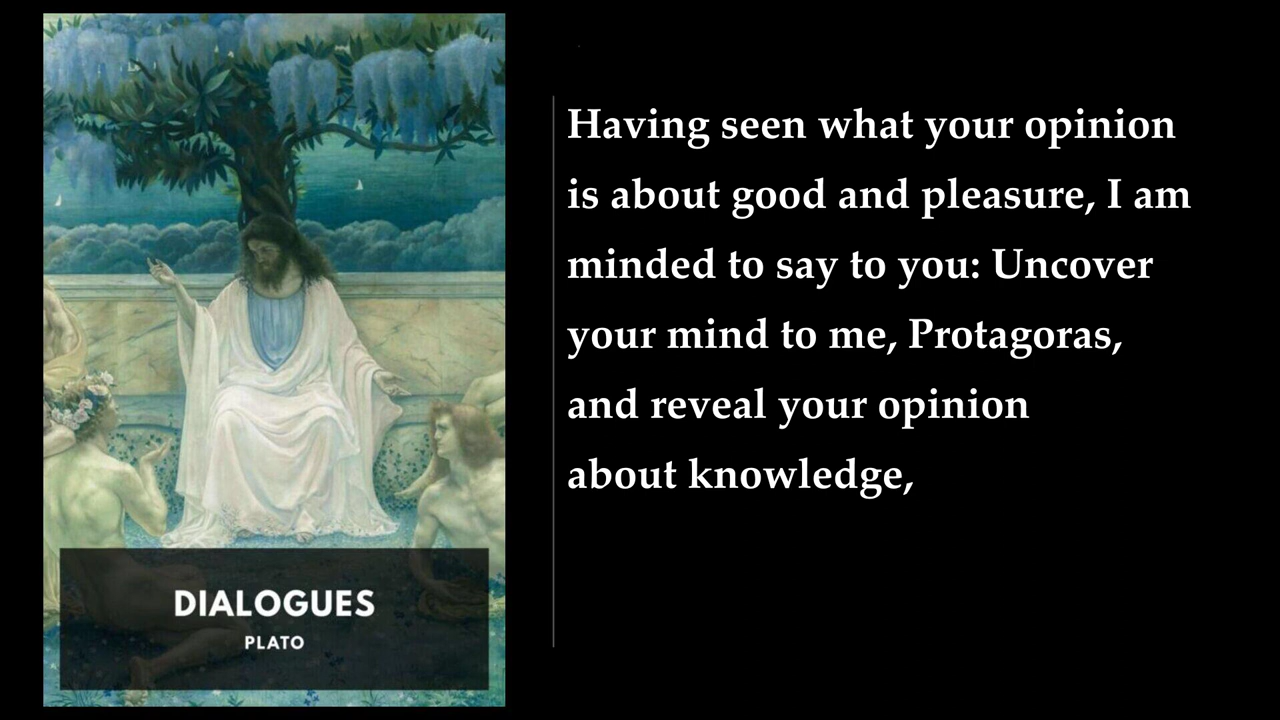 DIALOGUES
PLATO
Having seen what your opinion
is about good and pleasure, I am
minded to say to you: Uncover
your mind to me, Protagoras,
and reveal your opinion
about knowledge,